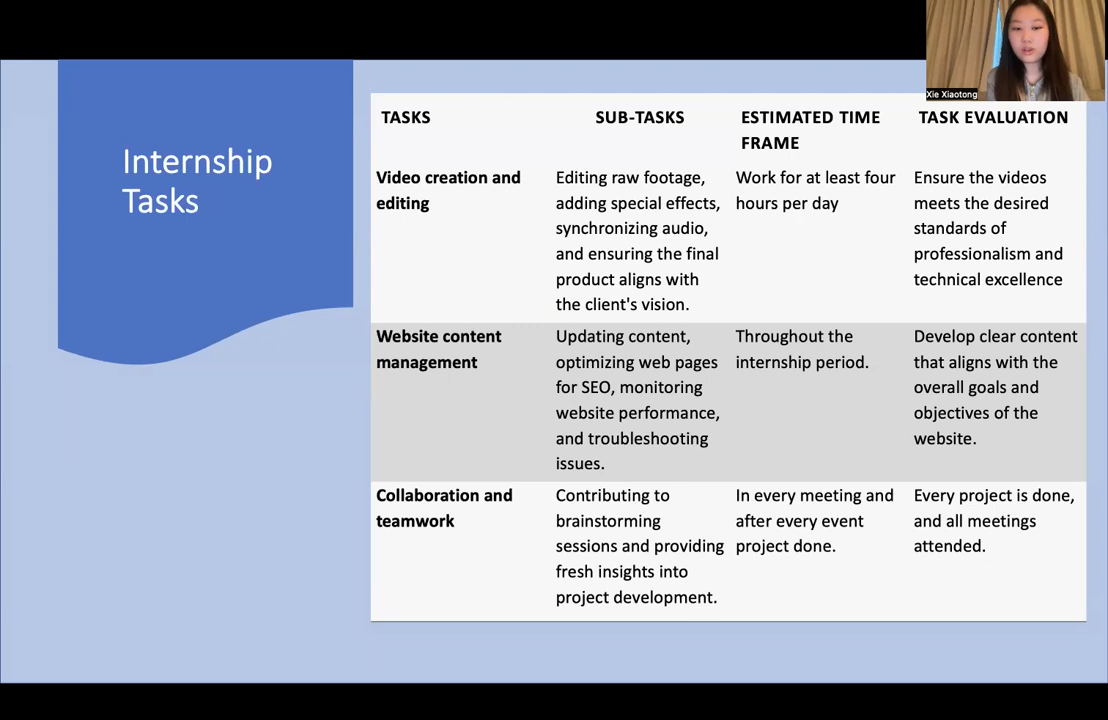 Xie Xiaotong
Internship
Tasks
TASKS
SUB-TASKS
ESTIMATED TIME
FRAME
TASK EVALUATION
Video creation and
editing
Editing raw footage,
adding special effects,
synchronizing audio,
and ensuring the final
product aligns with
the client's vision.
Work for at least four
hours per day
Ensure the videos
meets the desired
standards of
professionalism and
technical excellence
Website content
management
Updating content,
optimizing web pages
for SEO, monitoring
website performance,
and troubleshooting
issues.
Throughout the
internship period.
Develop clear content
that aligns with the
overall goals and
objectives of the
website.
Collaboration and
teamwork
Contributing to
brainstorming
sessions and providing
fresh insights into
project development.
In every meeting and
after every event
project done.
Every project is done,
and all meetings
attended.